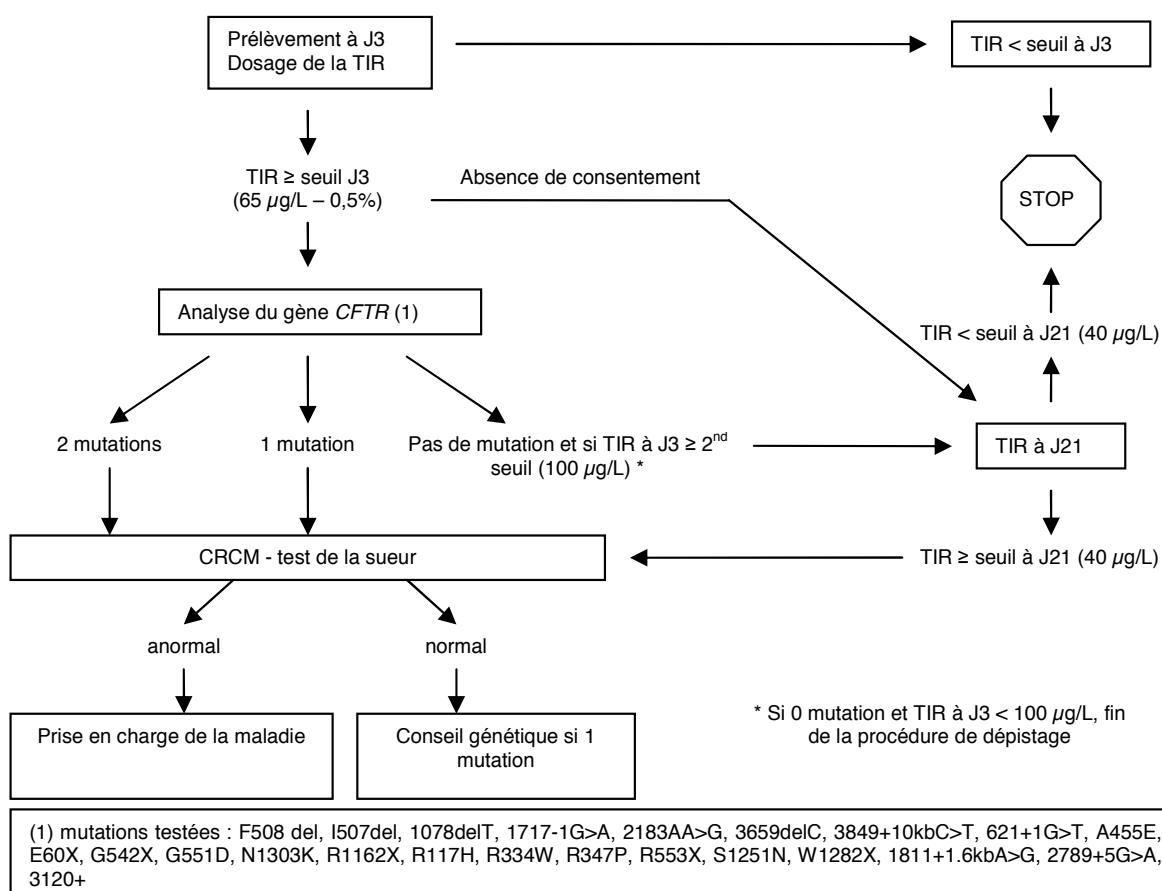 Prélèvement à J3
Dosage de la TIR
TIR < seuil à J3
TIR ≥ seuil J3
(65 µg/L – 0,5%)
Absence de consentement
STOP
Analyse du gène CFTR (1)
TIR < seuil à J21 (40 µg/L)
2 mutations
1 mutation
Pas de mutation et si TIR à J3 ≥ 2nd
seuil (100 µg/L) *
TIR à J21
CRCM - test de la sueur
TIR ≥ seuil à J21 (40 µg/L)
anormal
normal
Prise en charge de la maladie
Conseil génétique si 1
mutation
* Si 0 mutation et TIR à J3 < 100 µg/L, fin
de la procédure de dépistage
(1) mutations testées : F508 del, I507del, 1078delT, 1717-1G>A, 2183AA>G, 3659delC, 3849+10kbC>T, 621+1G>T, A455E,
E60X, G542X, G551D, N1303K, R1162X, R117H, R334W, R347P, R553X, S1251N, W1282X, 1811+1.6kbA>G, 2789+5G>A,
3120+